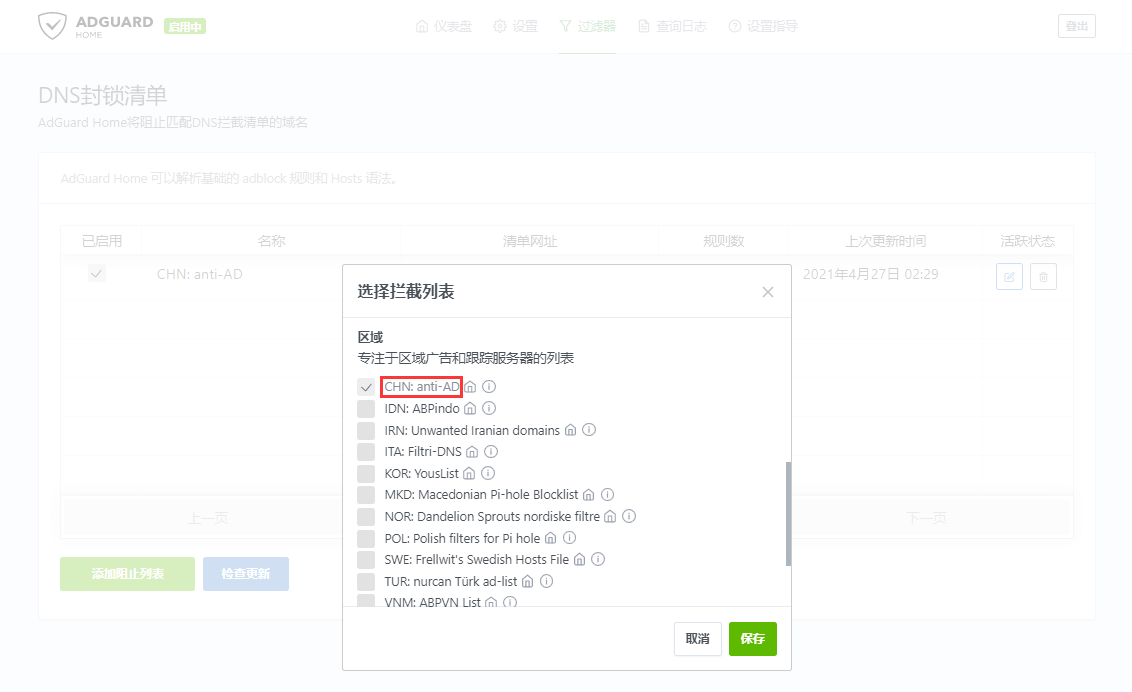 ADGUARD
HOME
启用中
仪表盘
设置
过滤器
查询日志
设置指导
登出
DNS封锁清单
AdGuard Home将阻止匹配DNS拦截清单的域名
AdGuard Home 可以解析基础的 adblock 规则和 Hosts 语法。
已启用
名称
清单网址
规则数
上次更新时间
活跃状态
CHN: anti-AD
2021年4月27日 02:29
上一页
下一页
添加阻止列表
检查更新
选择拦截列表
区域
专注于区域广告和跟踪服务器的列表
CHN: anti-AD
IDN: ABPindo
IRN: Unwanted Iranian domains
ITA: Filtri-DNS
KOR: YousList
MKD: Macedonian Pi-hole Blocklist
NOR: Dandelion Sprouts nordiske filtre
POL: Polish filters for Pi hole
SWE: Frellwit's Swedish Hosts File
TUR: nurcan Türk ad-list
VNM: ABPVN List
取消
保存